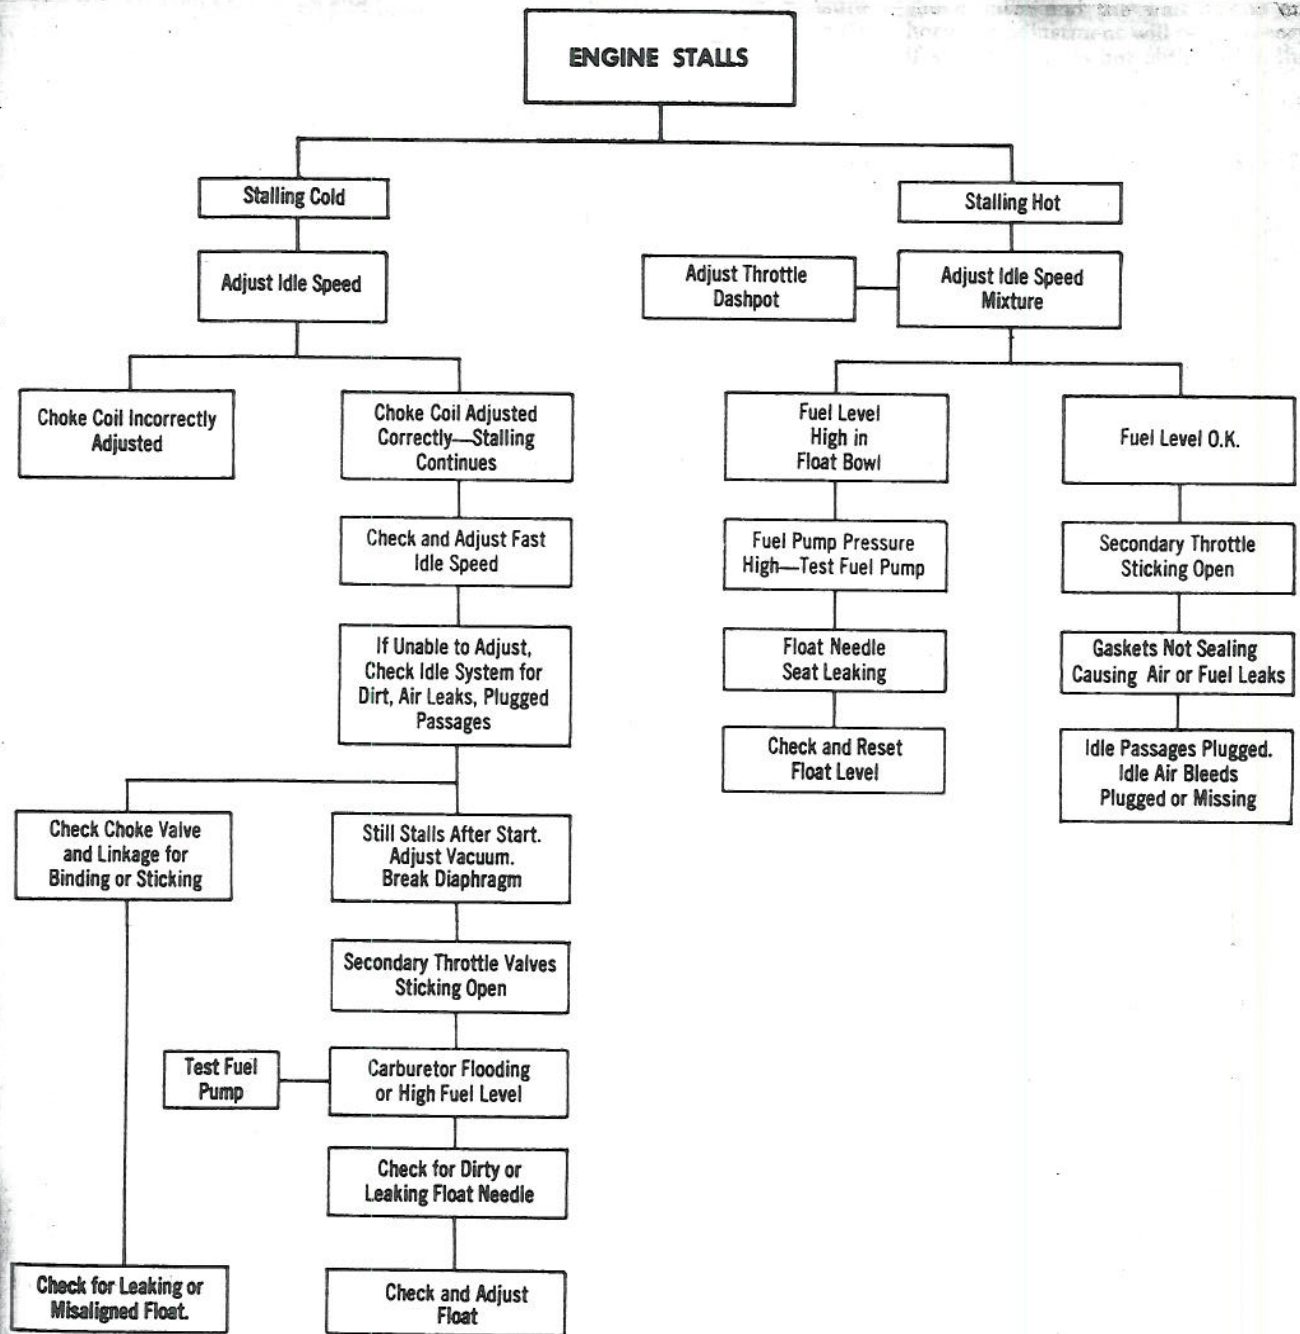 ENGINE STALLS
Stalling Cold
Stalling Hot
Adjust Idle Speed
Adjust Throttle
Dashpot
Adjust Idle Speed
Mixture
Choke Coil Incorrectly
Adjusted
Choke Coil Adjusted
Correctly—Stalling
Continues
Fuel Level
High in
Float Bowl
Fuel Level O.K.
Check and Adjust Fast
Idle Speed
Fuel Pump Pressure
High—Test Fuel Pump
Secondary Throttle
Sticking Open
If Unable to Adjust,
Check Idle System for
Dirt, Air Leaks, Plugged
Passages
Float Needle
Seat Leaking
Gaskets Not Sealing
Causing Air or Fuel Leaks
Check and Reset
Float Level
Idle Passages Plugged.
Idle Air Bleeds
Plugged or Missing
Check Choke Valve
and Linkage for
Binding or Sticking
Still Stalls After Start.
Adjust Vacuum.
Break Diaphragm
Secondary Throttle Valves
Sticking Open
Test Fuel
Pump
Carburetor Flooding
or High Fuel Level
Check for Dirty or
Leaking Float Needle
Check for Leaking or
Misaligned Float.
Check and Adjust
Float